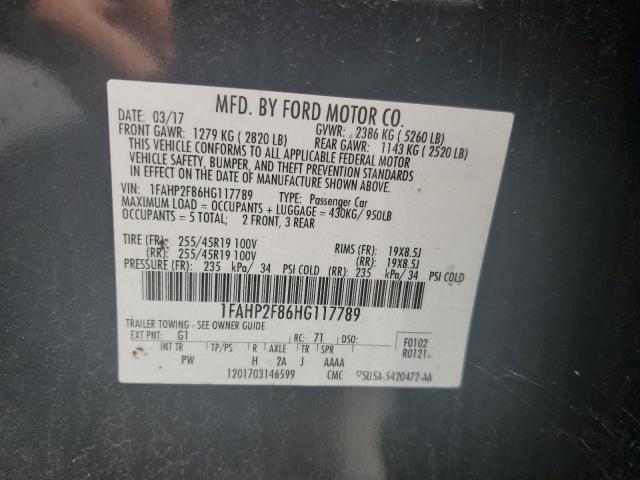 MFD. BY FORD MOTOR CO.
DATE: 03/17 GVWR: 2386 KG ( 5260 LB)
FRONT GAWR: 1279 KG ( 2820 LB) REAR GAWR: 1143 KG ( 2520 LB)
THIS VEHICLE CONFORMS TO ALL APPLICABLE FEDERAL MOTOR
VEHICLE SAFETY, BUMPER, AND THEFT PREVENTION STANDARDS
IN EFFECT ON THE DATE OF MANUFACTURE SHOWN ABOVE.
VIN: 1FAHP2F86HG117789 TYPE: Passenger Car
MAXIMUM LOAD = OCCUPANTS + LUGGAGE = 430KG/ 950LB
OCCUPANTS = 5 TOTAL; 2 FRONT, 3 REAR
TIRE (FR): 255/45R19 100V RIMS (FR): 19X8.5J
(RR): 255/45R19 100V (RR): 19X8.5J
PRESSURE (FR) 235 kPa/ 34 PSI COLD (RR) 235 kPa/ 34 PSI COLD
1FAHP2F86HG117789
TRAILER TOWING - SEE OWNER GUIDE
EXT PNT: G1 RC: 71 DSO: F0102
R0121
INT TR TP/PS R AXLE TR SPR
PW H 2A J AAAA
1201703146599 CMC SU5A-5420472-AA